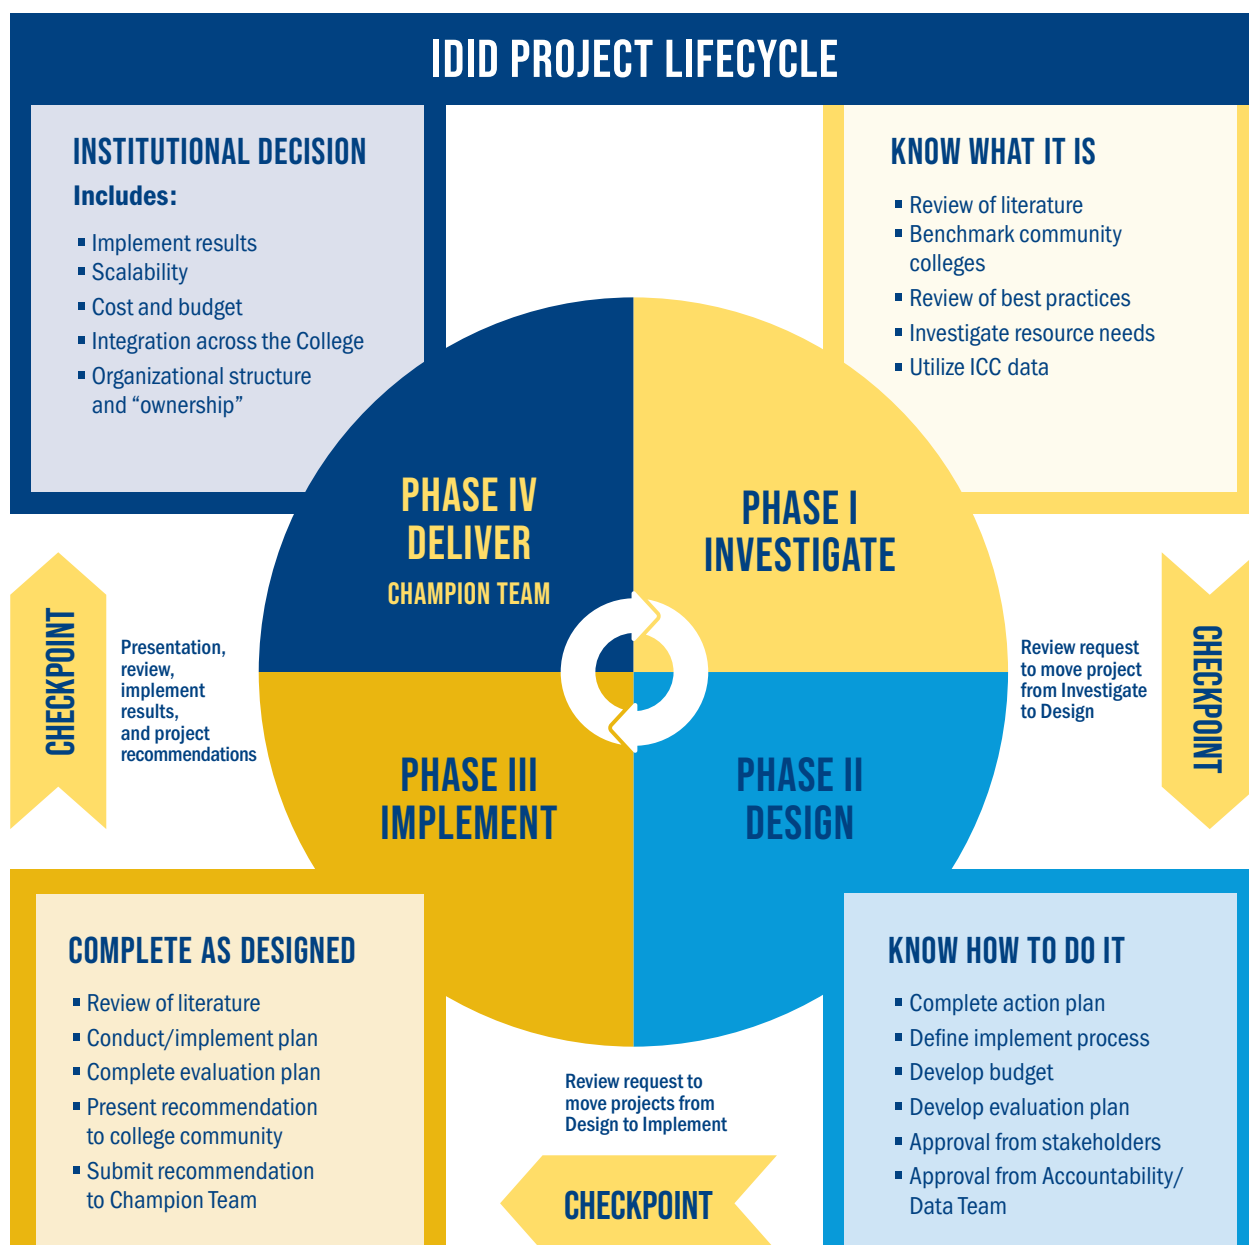 IDID PROJECT LIFECYCLE
INSTITUTIONAL DECISION
Includes:
▪ Implement results
▪ Scalability
▪ Cost and budget
▪ Integration across the College
▪ Organizational structure
and “ownership”
KNOW WHAT IT IS
▪ Review of literature
▪ Benchmark community
colleges
▪ Review of best practices
▪ Investigate resource needs
▪ Utilize ICC data
PHASE IV
DELIVER
CHAMPION TEAM
PHASE I
INVESTIGATE
CHECKPOINT
Presentation,
review,
implement
results,
and project
recommendations
Review request
to move project
from Investigate
to Design
CHECKPOINT
PHASE III
IMPLEMENT
PHASE II
DESIGN
COMPLETE AS DESIGNED
▪ Review of literature
▪ Conduct/implement plan
▪ Complete evaluation plan
▪ Present recommendation
to college community
▪ Submit recommendation
to Champion Team
Review request to
move projects from
Design to Implement
CHECKPOINT
KNOW HOW TO DO IT
▪ Complete action plan
▪ Define implement process
▪ Develop budget
▪ Develop evaluation plan
▪ Approval from stakeholders
▪ Approval from Accountability/
Data Team